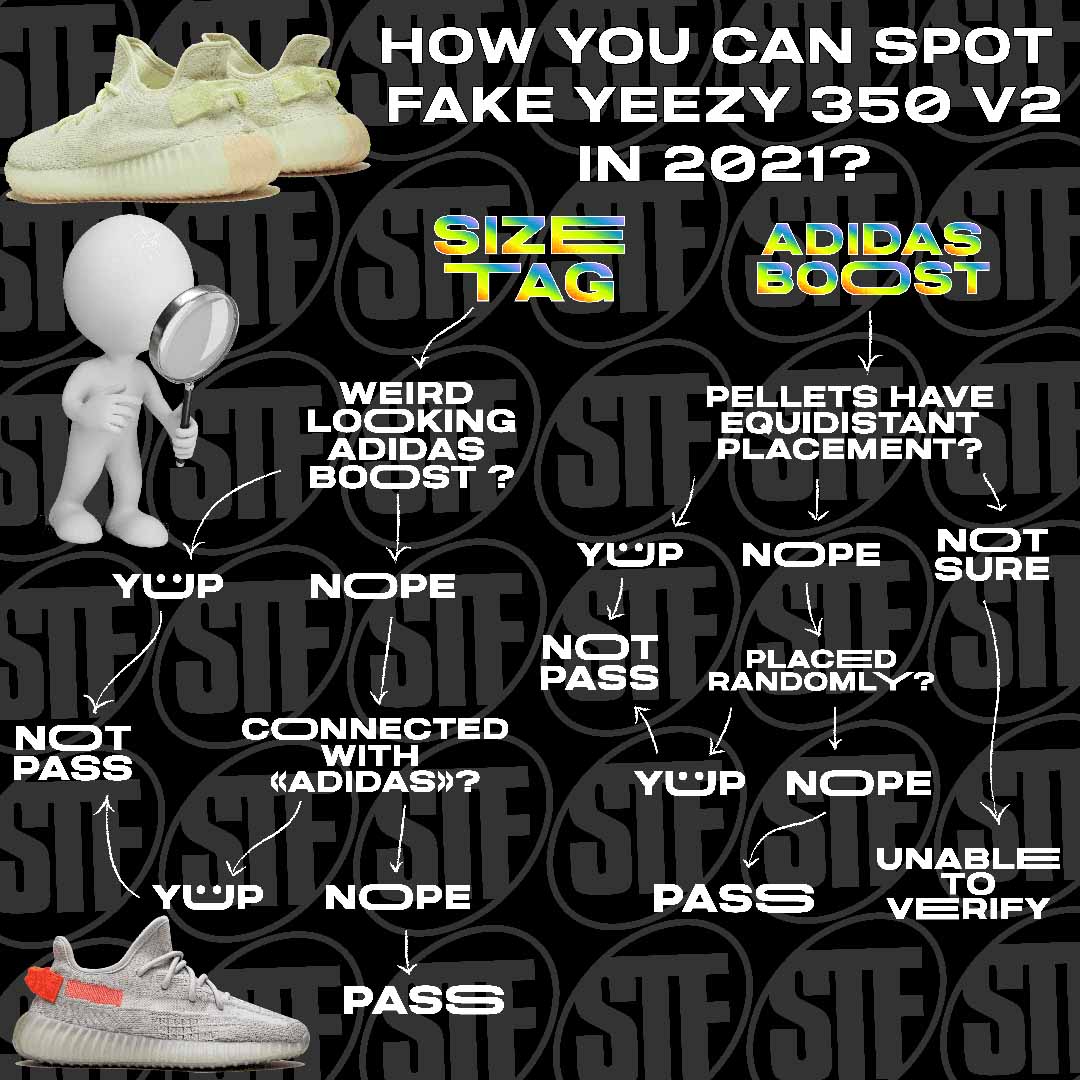 HOW YOU CAN SPOT
FAKE YEEZY 350 V2
IN 2021?
SIZE
TAG
WEIRD
LOOKING
ADIDAS
BOOST ?
YUP
NOPE
NOT
PASS
CONNECTED
WITH
«ADIDAS»?
YUP
NOPE
PASS
ADIDAS
BOOST
PELLETS HAVE
EQUIDISTANT
PLACEMENT?
YUP
NOPE
NOT
SURE
NOT
PASS
PLACED
RANDOMLY?
YUP
NOPE
PASS
UNABLE
TO
VERIFY
STF